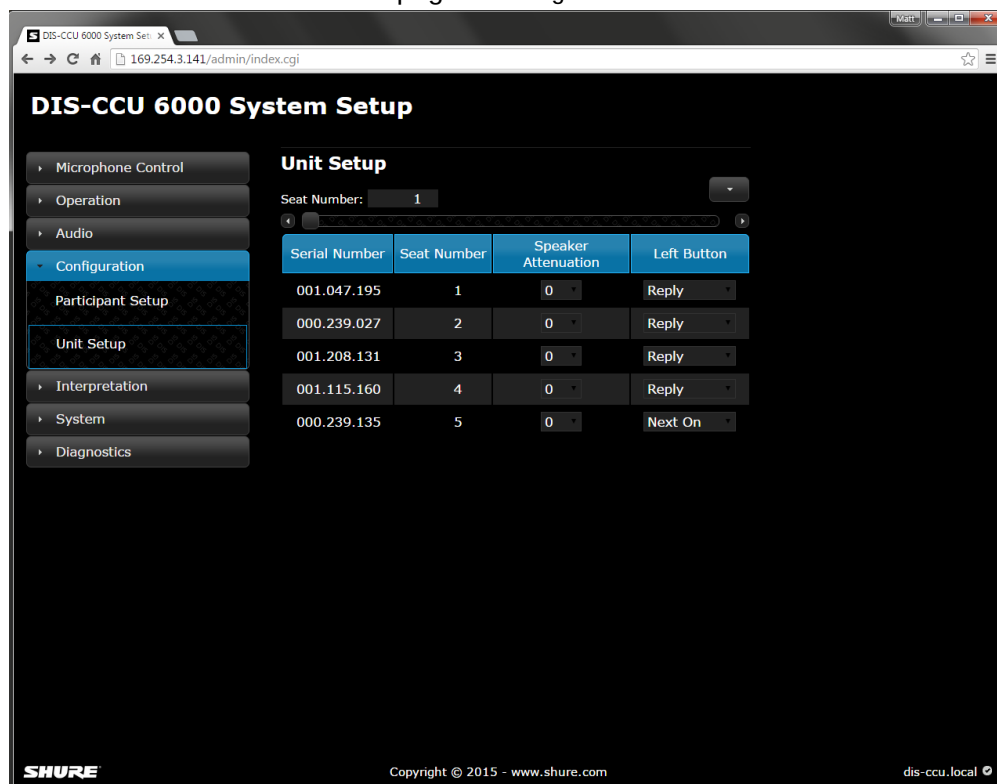 Matt
DIS-CCU 6000 System Set
169.254.3.141/admin/index.cgi
DIS-CCU 6000 System Setup
Microphone Control
Operation
Audio
Configuration
Participant Setup
Unit Setup
Interpretation
System
Diagnostics
Unit Setup
Seat Number: 1
Serial Number Seat Number Speaker Attenuation Left Button
001.047.195 1 0 Reply
000.239.027 2 0 Reply
001.208.131 3 0 Reply
001.115.160 4 0 Reply
000.239.135 5 0 Next On
SHURE Copyright © 2015 - www.shure.com dis-ccu.local